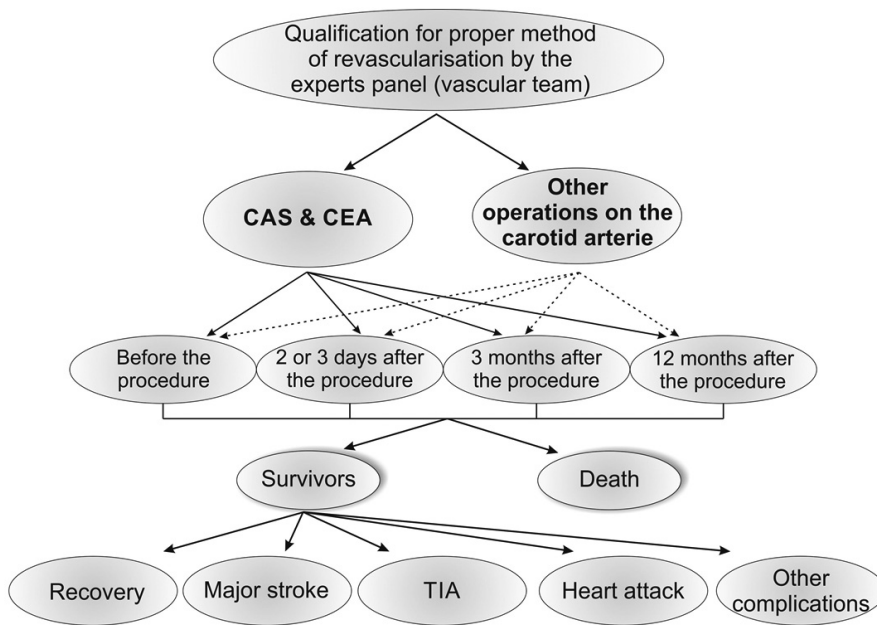 Qualification for proper method
of revascularisation by the
experts panel (vascular team)
CAS & CEA
Other
operations on the
carotid arterie
Before the
procedure
2 or 3 days after
the procedure
3 months after
the procedure
12 months after
the procedure
Survivors
Death
Recovery
Major stroke
TIA
Heart attack
Other
complications